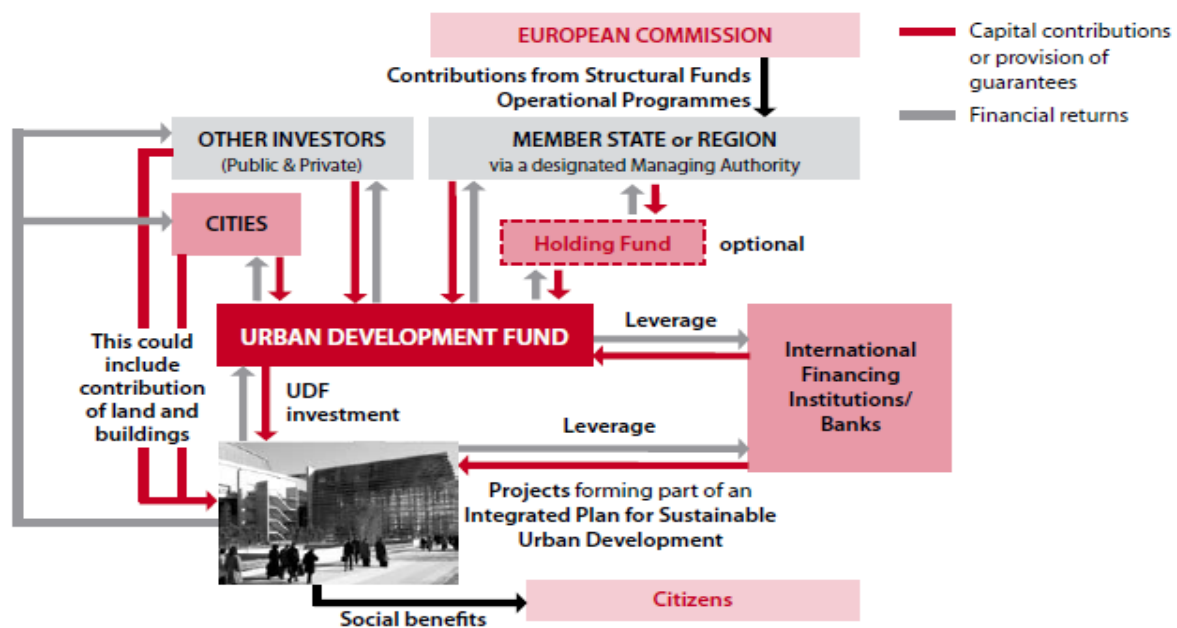 EUROPEAN COMMISSION
Capital contributions
or provision of
guarantees
Financial returns
Contributions from Structural Funds
Operational Programmes
OTHER INVESTORS
(Public & Private)
MEMBER STATE or REGION
via a designated Managing Authority
CITIES
Holding Fund
optional
URBAN DEVELOPMENT FUND
Leverage
International
Financing
Institutions/
Banks
This could
include
contribution
of land and
buildings
UDF
investment
Leverage
Projects forming part of an
Integrated Plan for Sustainable
Urban Development
Citizens
Social benefits